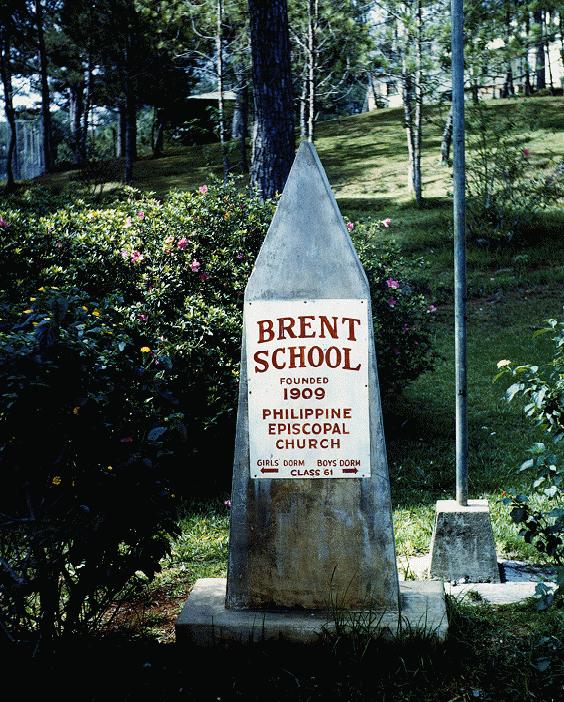 BRENT
SCHOOL
FOUNDED
1909
PHILIPPINE
EPISCOPAL
CHURCH
GIRLS DORM BOYS DORM
CLASS 61